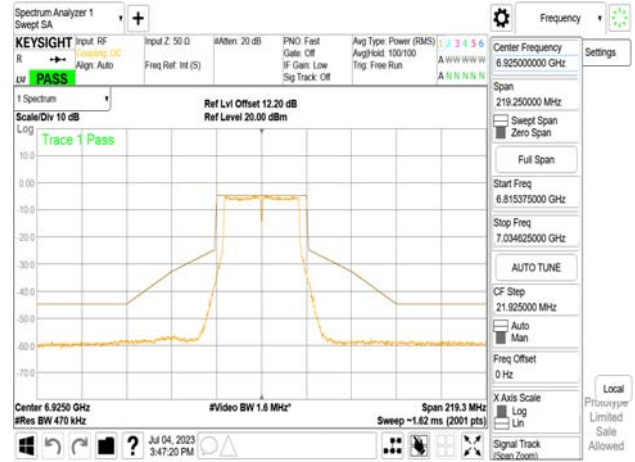 Spectrum Analyzer 1
Swept SA
+
Frequency
KEYSIGHT
R
LU PASS
Input: RF
Coupling: DC
Align: Auto
Input Z: 50 Ω
Freq Ref: Int (S)
#Atten: 20 dB
PNO: Fast
Gate: Off
IF Gain: Low
Sig Track: Off
Avg Type: Power (RMS)
Avg|Hold: 100/100
Trig: Free Run
1 2 3 4 5 6
A W W W W W
A N N N N N
1 Spectrum
Scale/Div 10 dB
Ref Lvl Offset 12.20 dB
Ref Level 20.00 dBm
Log
Trace 1 Pass
10.0
0.00
-10.0
-20.0
-30.0
-40.0
-50.0
-60.0
-70.0
Center 6.9250 GHz
#Res BW 470 kHz
#Video BW 1.6 MHz*
Span 219.3 MHz
Sweep ~1.62 ms (2001 pts)
Jul 04, 2023
3:47:20 PM
Center Frequency
6.925000000 GHz
Settings
Span
219.250000 MHz
Swept Span
Zero Span
Full Span
Start Freq
6.815375000 GHz
Stop Freq
7.034625000 GHz
AUTO TUNE
CF Step
21.925000 MHz
Auto
Man
Freq Offset
0 Hz
X Axis Scale
Log
Lin
Signal Track
(Span Zoom)
Local
Prototype
Limited
Sale
Allowed